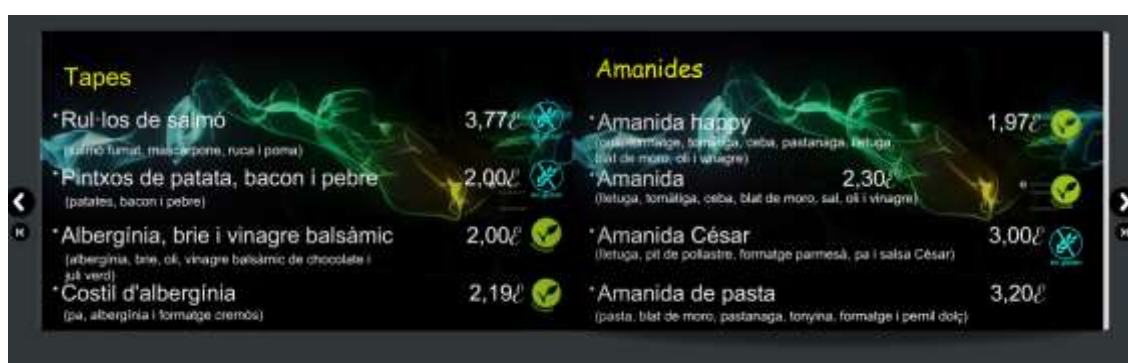 Tapes
*Rul·los de salmó 3,77€
(salmó fumat, mascarpone, ruca i poma)
*Pintxos de patata, bacon i pebre 2,00€
(patates, bacon i pebre)
*Albergínia, brie i vinagre balsàmic 2,00€
(albergínia, brie, oli, vinagre balsàmic de chocolate i
juli verd)
*Costil d'albergínia 2,19€
(pa, albergínia i formatge cremós)
Amanides
*Amanida happy 1,97€
formatge, tomàtiga, ceba, pastanaga, lletuga,
blat de moro, oli i vinagre)
*Amanida 2,30€
(lletuga, tomàtiga, ceba, blat de moro, sal, oli i vinagre)
*Amanida César 3,00€
(lletuga, pit de pollastre, formatge parmesà, pa i salsa César)
*Amanida de pasta 3,20€
(pasta, blat de moro, pastanaga, tonyina, formatge i pernil dolç)